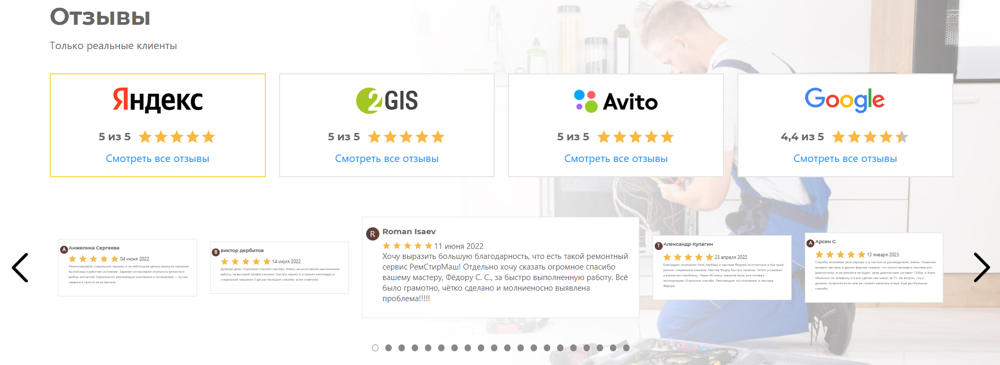 Отзывы
Только реальные клиенты
Яндекс
5 из 5
Смотреть все отзывы
2GIS
5 из 5
Смотреть все отзывы
Avito
5 из 5
Смотреть все отзывы
Google
4,4 из 5
Смотреть все отзывы
А
Анжелика Сергеева
04 июня 2022
Ремонтировали стиральную машину и за небольшие деньги вернули машинке
былой вид и рабочее состояние. Заранее согласовали стоимость ремонта и
выбор запчастей. Однозначно рекомендую компанию к посещению -- лучше
сервиса я просто не встречала.
В
виктор дербитов
14 июля 2022
Добрый день! Огромное спасибо мастеру Эмину за качественно выполненую
работу, за высокий профессиализм. Быстро нашел и устранил неполадку в
стиральной машинке. Ещё раз большое спасибо. всем советуем.
R
Roman Isaev
11 июня 2022
Хочу выразить большую благодарность, что есть такой ремонтный
сервис РемСтирМаш! Отдельно хочу сказать огромное спасибо
вашему мастеру, Фёдору С. С., за быстро выполненную работу. Всё
было грамотно, чётко сделано и молниеносно выявлена
проблема!!!!!
Т
Александр Кулагин
23 апреля 2022
Благодарю компанию РемСтирМаш и мастера Федора за отличный и быстрый
ремонт стиральной машины. Мастер Федор быстро приехал. Четко установил
и разъяснил проблему. Через 40 минут машина была уже готова к
эксплуатации. Огромное спасибо. Рекомендую эту компанию и мастера
Федора.
А
Арсен С.
13 января 2023
Спасибо компании ремстирмаш и в частности руководителю Эмину. Позвонил
вызвать мастера, в других фирмах сказали, что нужно вызывать мастера для
диагностики, если ремонта не будет, цена диагностики составит 1500р, а Эмин
объяснил по телефону и я все сделал сам минут за 15. На вопрос, что я
должен, попросил если мне не сложно написать отзыв. Ещё раз большое
спасибо